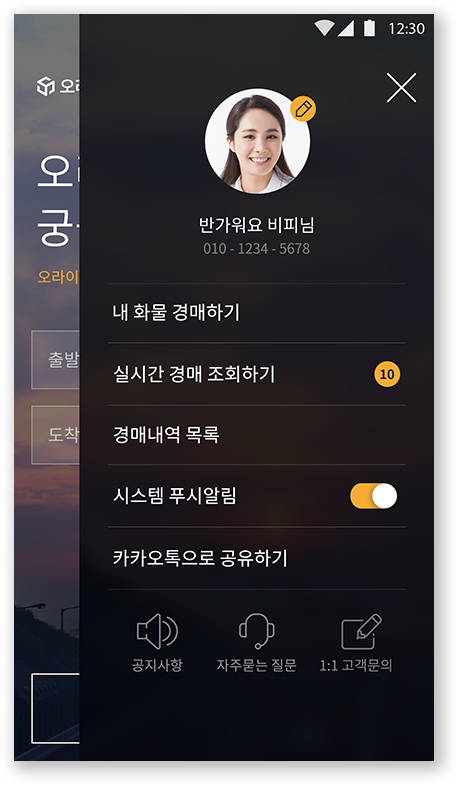 12:30
오라
오
궁
오라이
출발
도착
반가워요 비피님
010 - 1234 - 5678
내 화물 경매하기
실시간 경매 조회하기
10
경매내역 목록
시스템 푸시알림
카카오톡으로 공유하기
공지사항
자주묻는 질문
1:1 고객문의